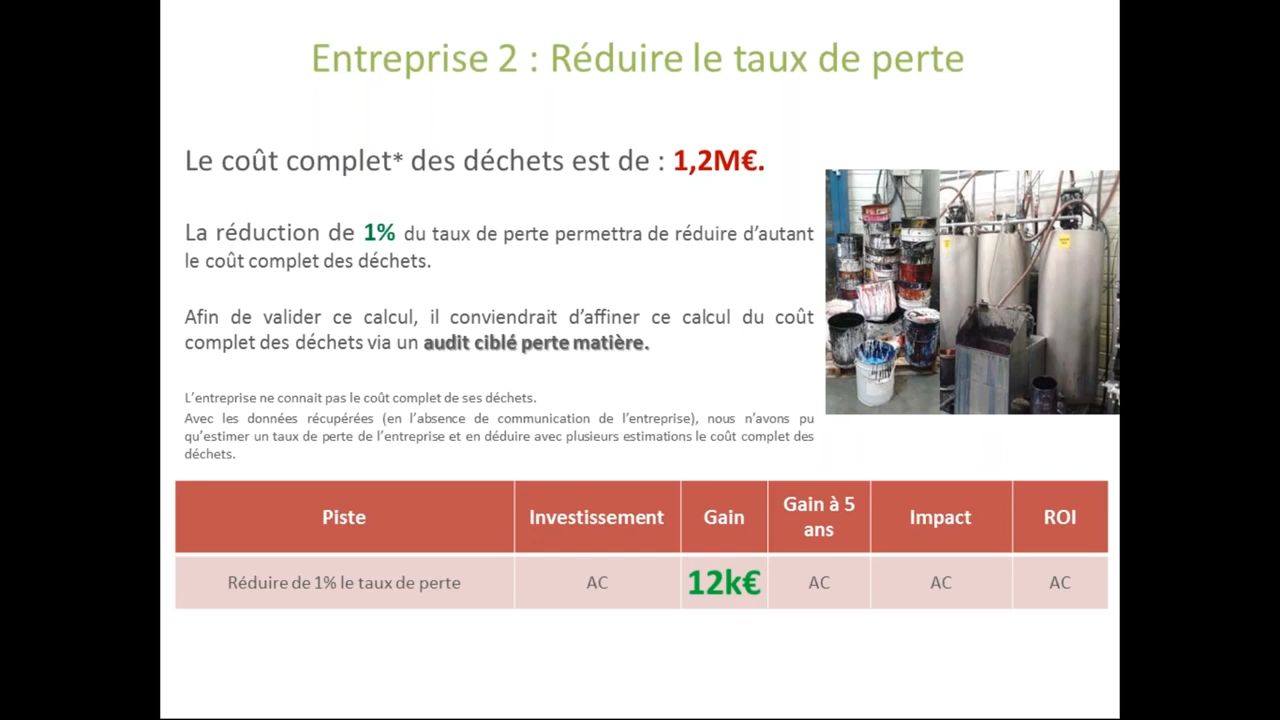 Entreprise 2 : Réduire le taux de perte
Le coût complet* des déchets est de : 1,2M€.
La réduction de 1% du taux de perte permettra de réduire d’autant
le coût complet des déchets.
Afin de valider ce calcul, il conviendrait d’affiner ce calcul du coût
complet des déchets via un audit ciblé perte matière.
L’entreprise ne connait pas le coût complet de ses déchets.
Avec les données récupérées (en l’absence de communication de l’entreprise), nous n’avons pu
qu’estimer un taux de perte de l’entreprise et en déduire avec plusieurs estimations le coût complet des
déchets.
Piste Investissement Gain Gain à 5 ans Impact ROI
Réduire de 1% le taux de perte AC 12k€ AC AC AC